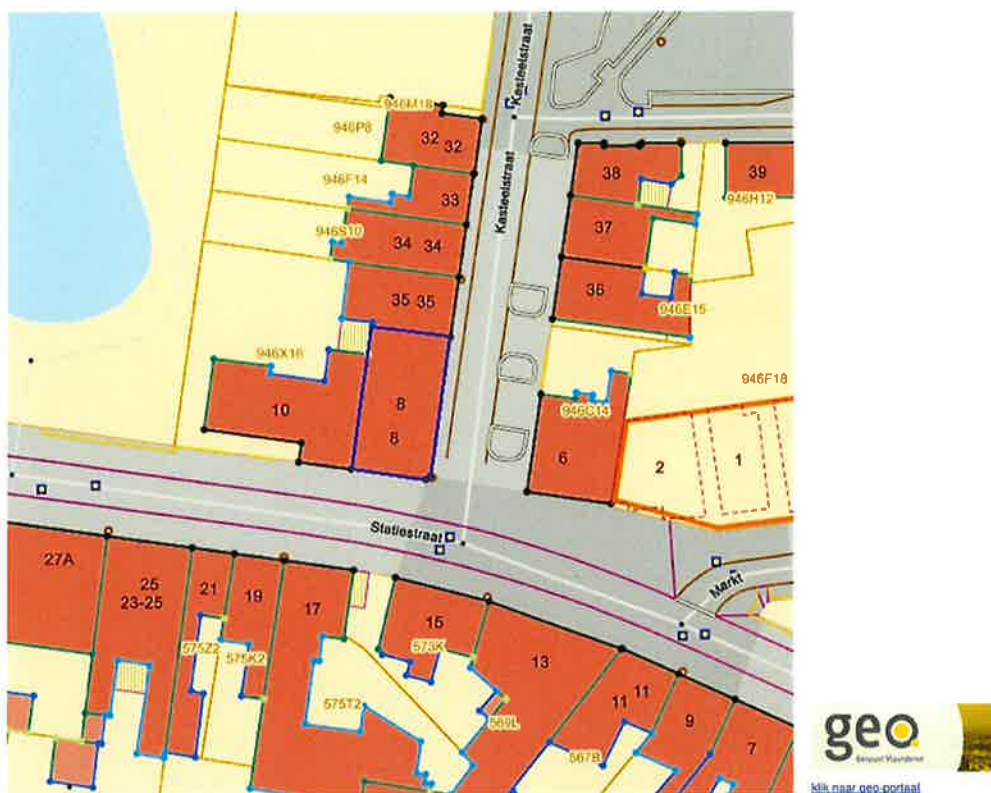 Kasteelstraat
946M18
32 32
946P8
38
39
946F14
33
946H12
Kasteelstraat
37
946S10
34 34
36
35 35
946E15
946X16
946F18
8
10
946C14
8
6
2
1
Statiestraat
Markt
27A
25
23-25
21
19
17
15
13
575Z2
575K2
573K
11
11
9
575T2
569L
7
567B
geo
Geopunt Vlaanderen
klik naar geo-portaal